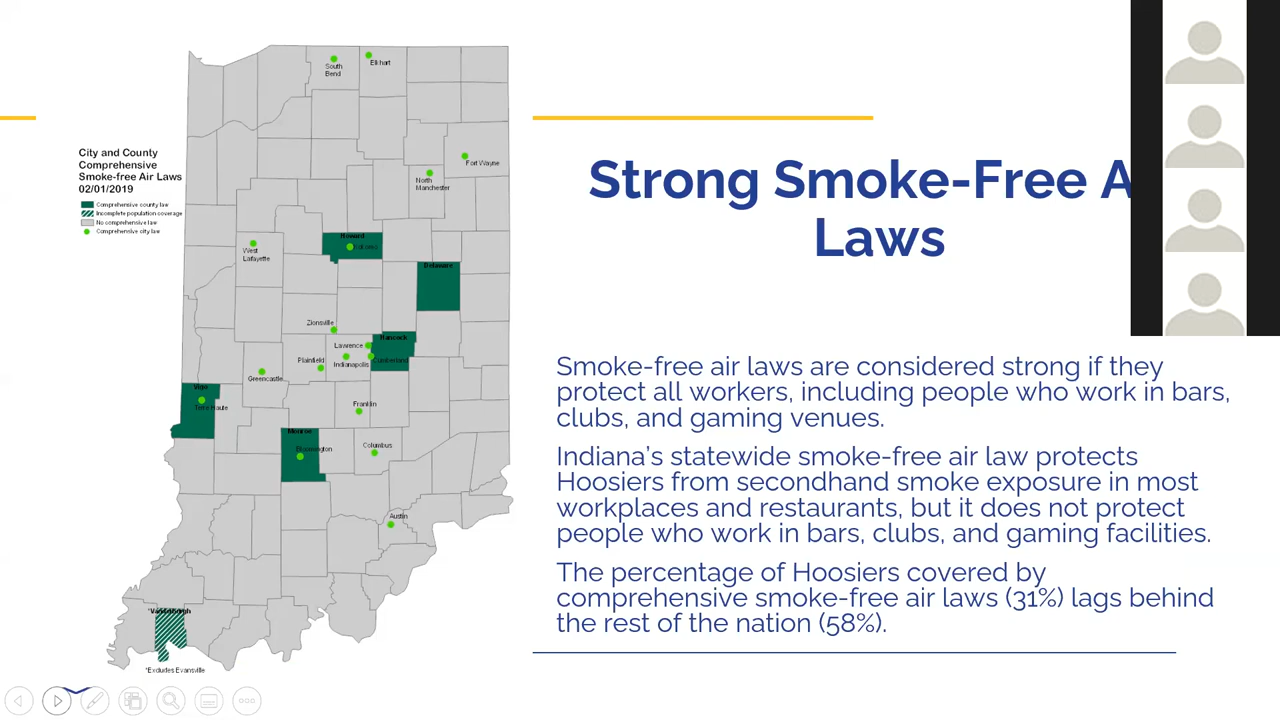 South
Bend
Elkhart
City and County
Comprehensive
Smoke-free Air Laws
02/01/2019
Comprehensive county law
Incomplete population coverage
No comprehensive law
Comprehensive city law
Fort Wayne
North
Manchester
Howard
Kokomo
West
Lafayette
Delaware
Zionsville
Hancock
Lawrence
Plainfield
Indianapolis
Cumberland
Greencastle
Vigo
Terre Haute
Franklin
Monroe
Bloomington
Columbus
Austin
*Vanderburgh
*Excludes Evansville
Strong Smoke-Free A
Laws
Smoke-free air laws are considered strong if they
protect all workers, including people who work in bars,
clubs, and gaming venues.
Indiana’s statewide smoke-free air law protects
Hoosiers from secondhand smoke exposure in most
workplaces and restaurants, but it does not protect
people who work in bars, clubs, and gaming facilities.
The percentage of Hoosiers covered by
comprehensive smoke-free air laws (31%) lags behind
the rest of the nation (58%).